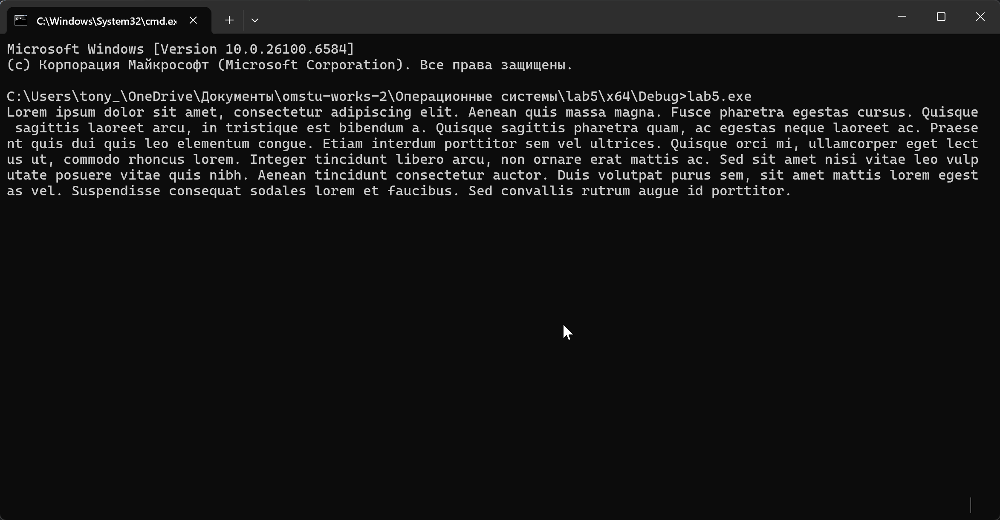 C:\Windows\System32\cmd.ex
Microsoft Windows [Version 10.0.26100.6584]
(c) Корпорация Майкрософт (Microsoft Corporation). Все права защищены.
C:\Users\tony_\OneDrive\Документы\omstu-works-2\Операционные системы\lab5\x64\Debug>lab5.exe
Lorem ipsum dolor sit amet, consectetur adipiscing elit. Aenean quis massa magna. Fusce pharetra egestas cursus. Quisque
 sagittis laoreet arcu, in tristique est bibendum a. Quisque sagittis pharetra quam, ac egestas neque laoreet ac. Praese
nt quis dui quis leo elementum congue. Etiam interdum porttitor sem vel ultrices. Quisque orci mi, ullamcorper eget lect
us ut, commodo rhoncus lorem. Integer tincidunt libero arcu, non ornare erat mattis ac. Sed sit amet nisi vitae leo vulp
utate posuere vitae quis nibh. Aenean tincidunt consectetur auctor. Duis volutpat purus sem, sit amet mattis lorem egest
as vel. Suspendisse consequat sodales lorem et faucibus. Sed convallis rutrum augue id porttitor.